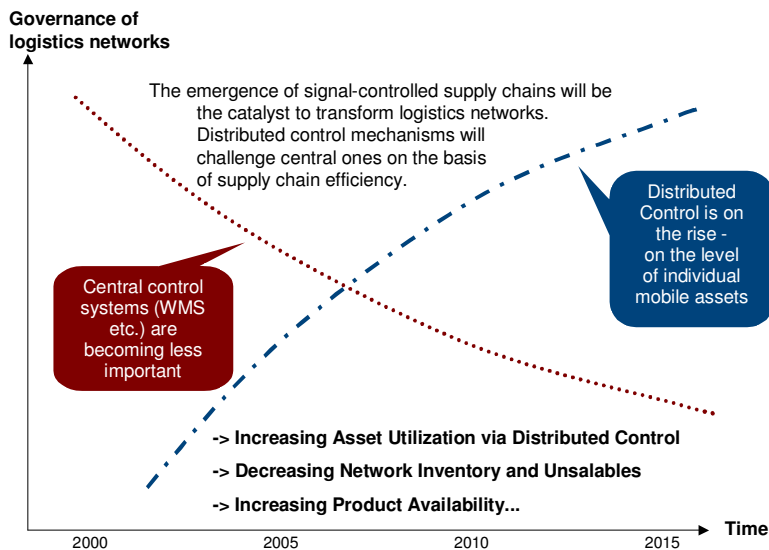 Governance of
logistics networks
The emergence of signal-controlled supply chains will be
the catalyst to transform logistics networks.
Distributed control mechanisms will
challenge central ones on the basis
of supply chain efficiency.
Distributed
Control is on
the rise -
on the level
of individual
mobile assets
Central control
systems (WMS
etc.) are
becoming less
important
-> Increasing Asset Utilization via Distributed Control
-> Decreasing Network Inventory and Unsalables
-> Increasing Product Availability...
Time
2000
2005
2010
2015